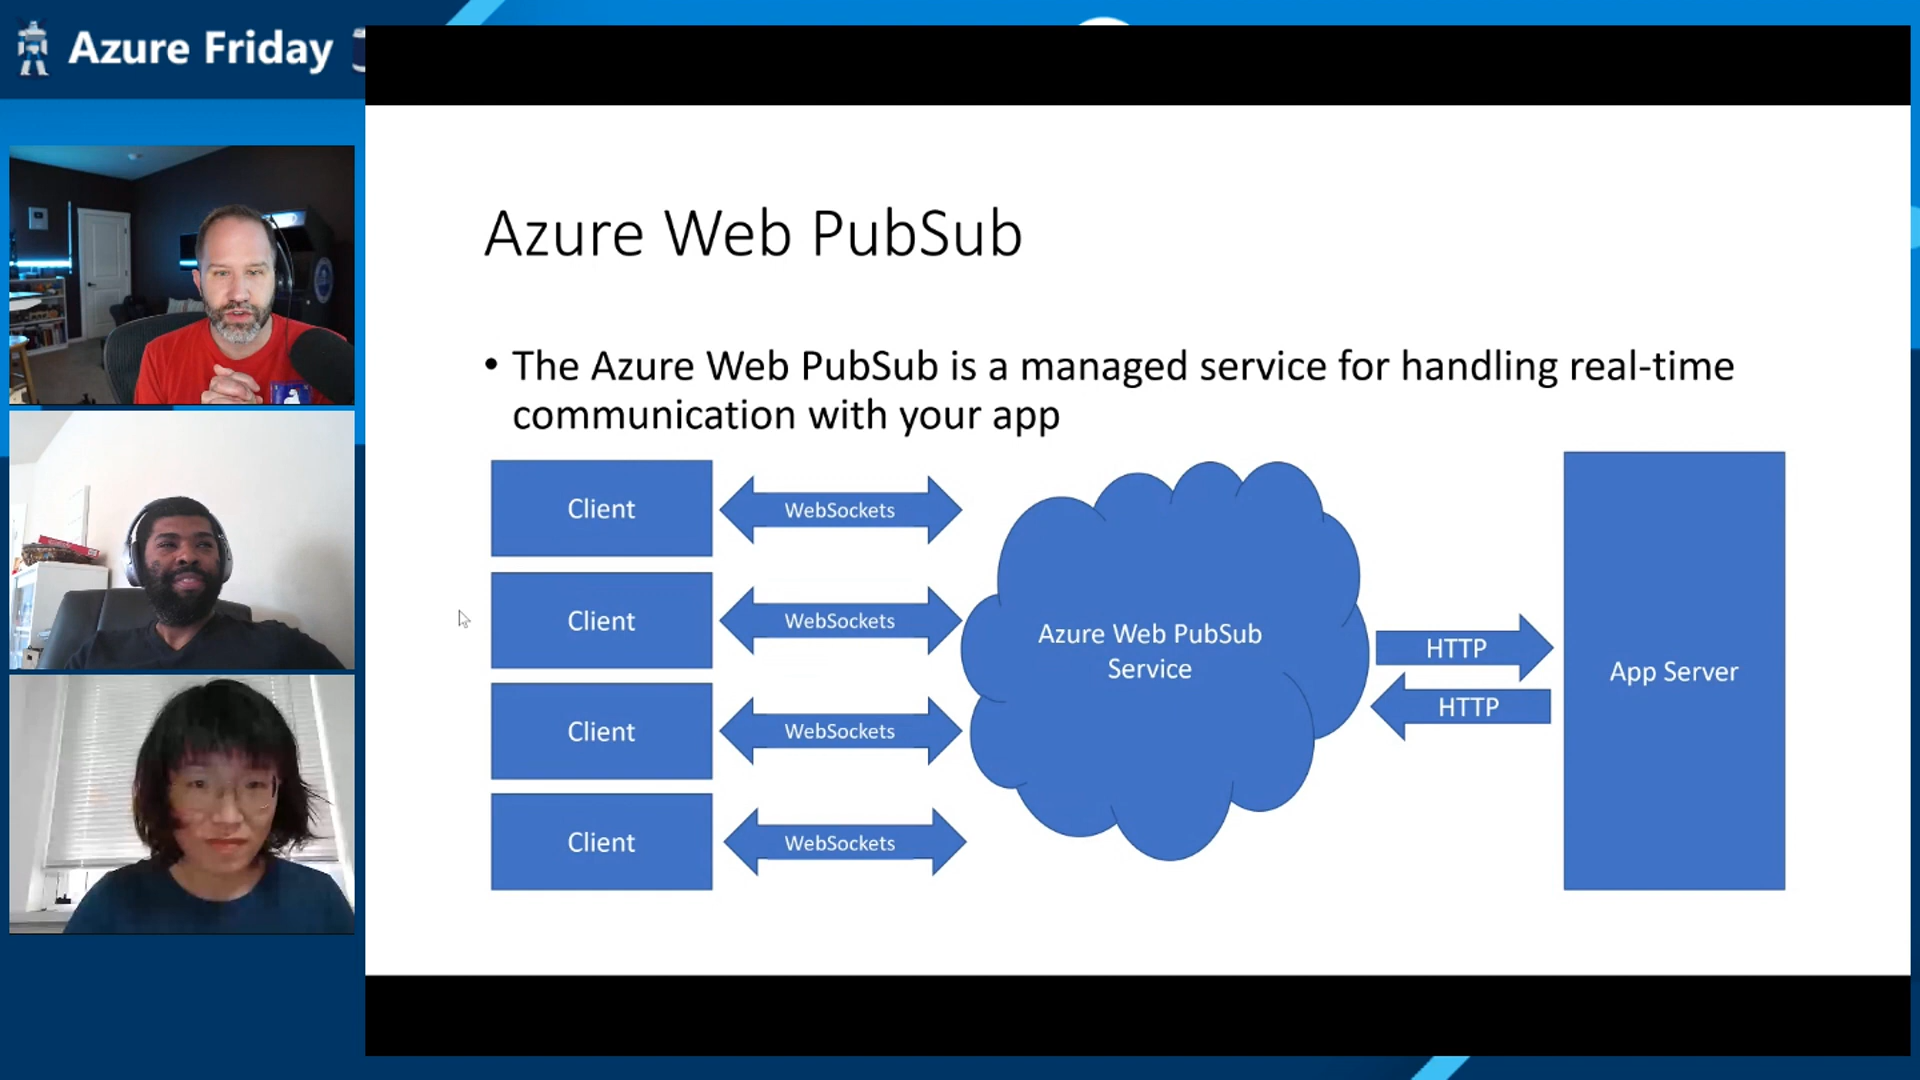 Azure Friday
Azure Web PubSub
• The Azure Web PubSub is a managed service for handling real-time
communication with your app
Client
WebSockets
Client
WebSockets
Client
WebSockets
Client
WebSockets
Azure Web PubSub
Service
HTTP
HTTP
App Server